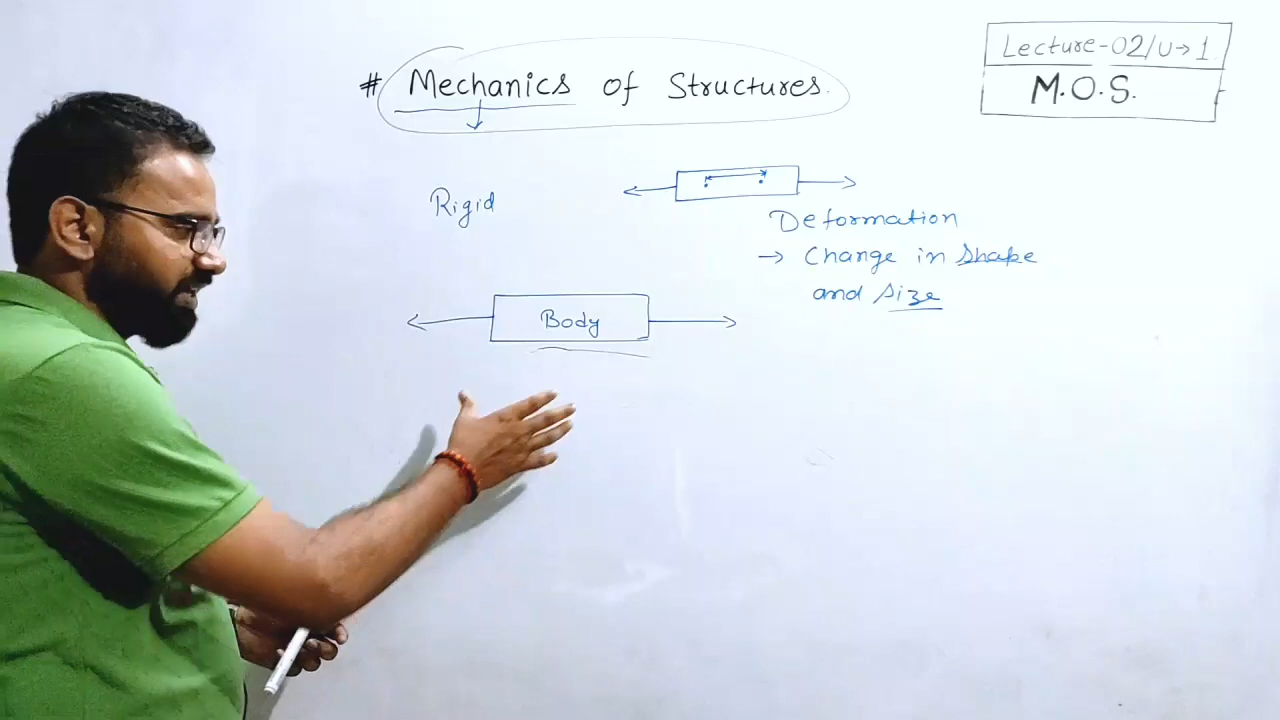 # Mechanics of Structures.
Lecture-02/U→1
M.O.S.
Rigid
Deformation
→ Change in Shape
and Size
Body